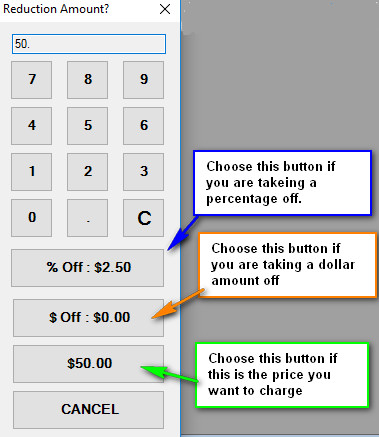 Reduction Amount?
50.
7 8 9
4 5 6
1 2 3
0 . C
% Off : $2.50
$ Off : $0.00
$50.00
CANCEL
Choose this button if
you are takeing a
percentage off.
Choose this button if
you are taking a dollar
amount off
Choose this button if
this is the price you
want to charge